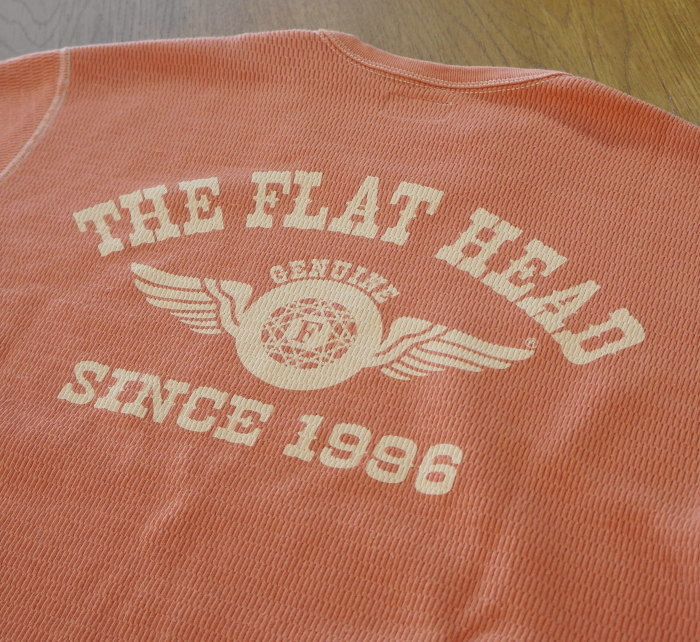 THE FLAT HEAD
GENUINE
F
®
SINCE 1996